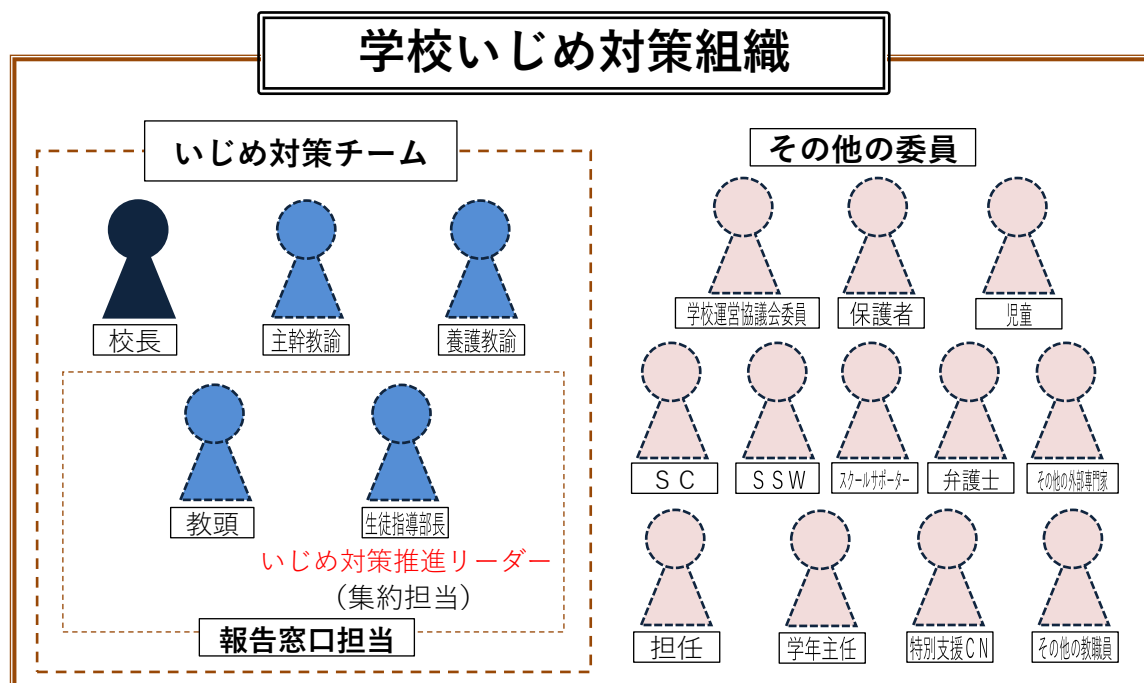 学校いじめ対策組織
いじめ対策チーム
校長
主幹教諭
養護教諭
教頭
生徒指導部長
いじめ対策推進リーダー
（集約担当）
報告窓口担当
その他の委員
学校運営協議会委員
保護者
児童
ＳＣ
ＳＳＷ
スクールサポーター
弁護士
その他の外部専門家
担任
学年主任
特別支援ＣＮ
その他の教職員